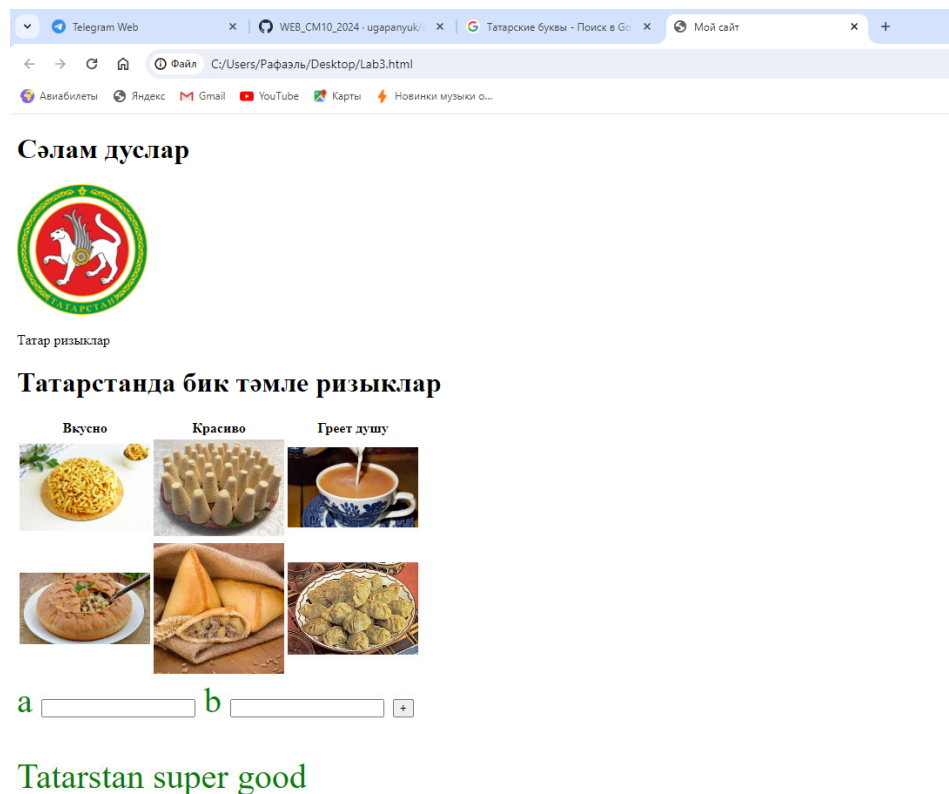 Telegram Web
WEB_CM10_2024 - ugapanyuk/
Татарские буквы - Поиск в Go
Мой сайт
Файл C:/Users/Рафаэль/Desktop/Lab3.html
Авиабилеты Яндекс Gmail YouTube Карты Новинки музыки о...
Сәлам дуслар
ТАТАРСТАН
Татар ризыклар
Татарстанда бик тәмле ризыклар
Вкусно Красиво Греет душу
a b +
Tatarstan super good